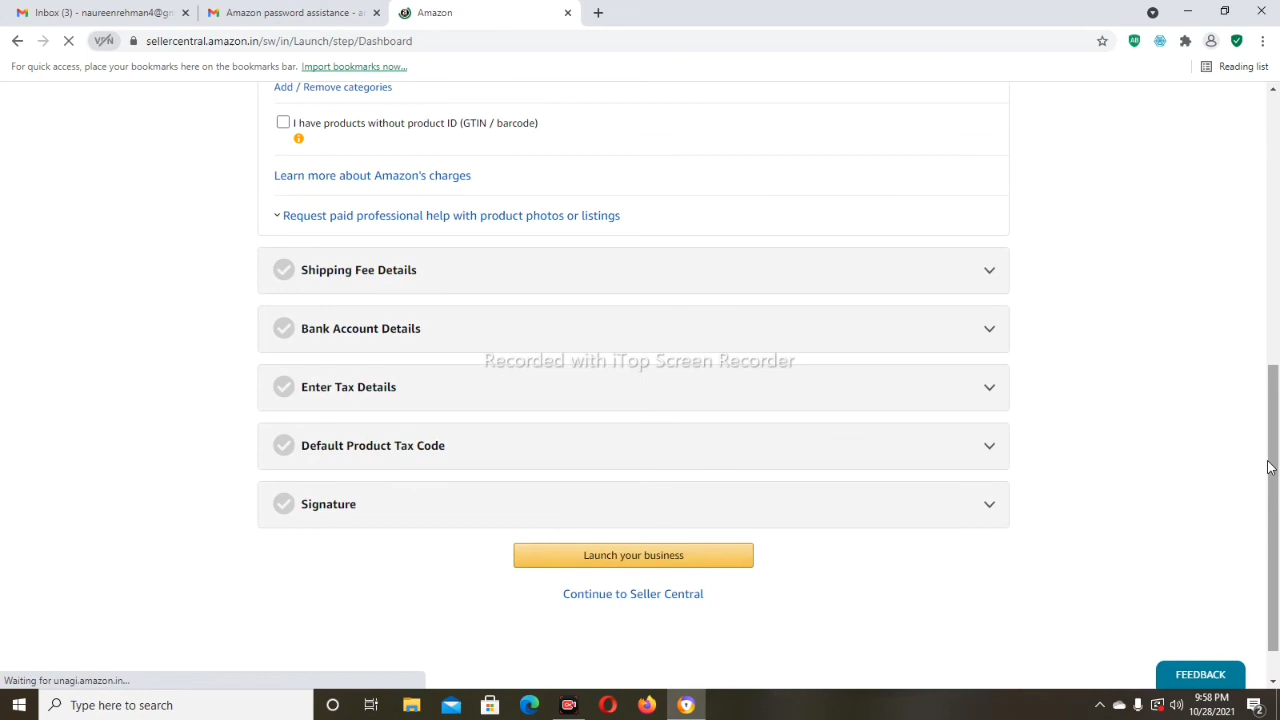 Inbox (3) - naureenrehman4@gm
Amazon password assistance - a
Amazon
VPN
sellercentral.amazon.in/sw/in/Launch/step/Dashboard
For quick access, place your bookmarks here on the bookmarks bar. Import bookmarks now...
Reading list
Add / Remove categories
I have products without product ID (GTIN / barcode)
Learn more about Amazon's charges
Request paid professional help with product photos or listings
Shipping Fee Details
Bank Account Details
Recorded with iTop Screen Recorder
Enter Tax Details
Default Product Tax Code
Signature
Launch your business
Continue to Seller Central
FEEDBACK
Waiting for unagi.amazon.in...
Type here to search
9:58 PM
10/28/2021
2